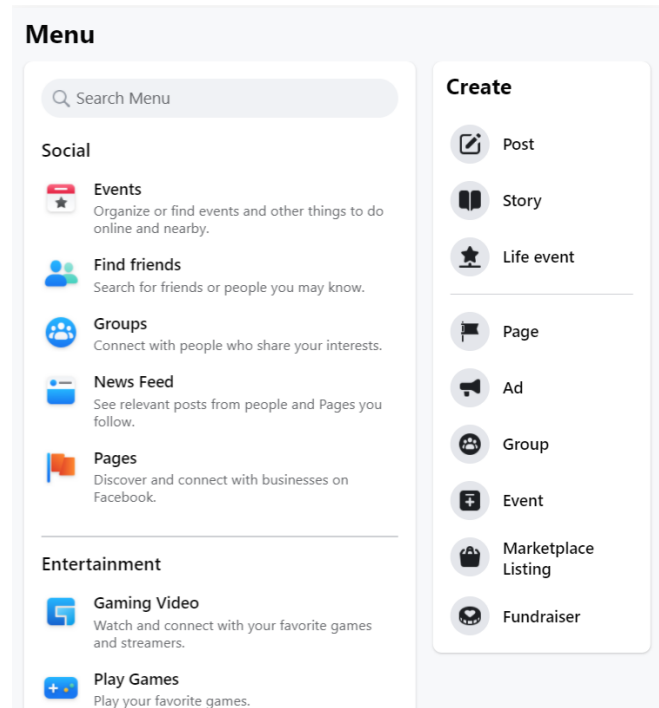 Menu
Search Menu
Social
Events
Organize or find events and other things to do
online and nearby.
Find friends
Search for friends or people you may know.
Groups
Connect with people who share your interests.
News Feed
See relevant posts from people and Pages you
follow.
Pages
Discover and connect with businesses on
Facebook.
Entertainment
Gaming Video
Watch and connect with your favorite games
and streamers.
Play Games
Play your favorite games.
Create
Post
Story
Life event
Page
Ad
Group
Event
Marketplace
Listing
Fundraiser